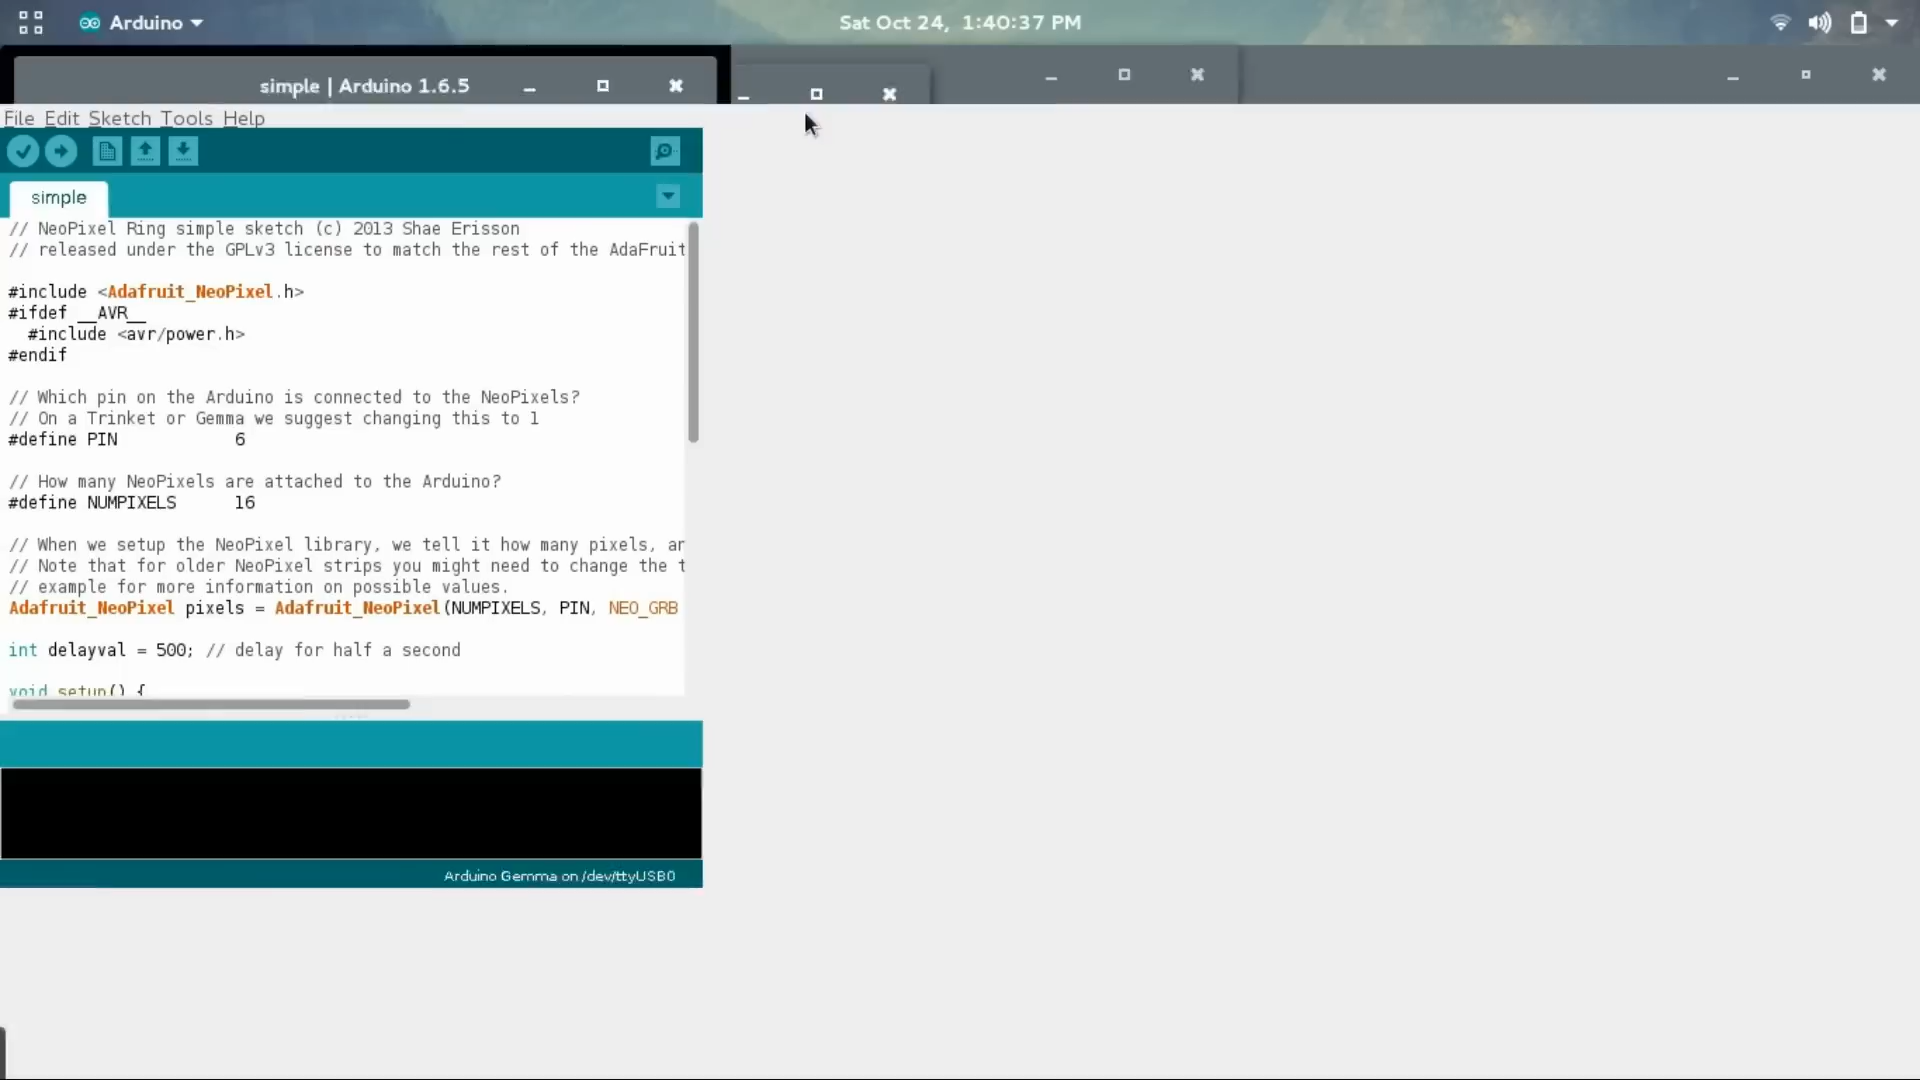 Arduino
Sat Oct 24, 1:40:37 PM
simple | Arduino 1.6.5
File Edit Sketch Tools Help
simple
// NeoPixel Ring simple sketch (c) 2013 Shae Erisson
// released under the GPLv3 license to match the rest of the AdaFruit
#include <Adafruit_NeoPixel.h>
#ifdef __AVR__
#include <avr/power.h>
#endif
// Which pin on the Arduino is connected to the NeoPixels?
// On a Trinket or Gemma we suggest changing this to 1
#define PIN 6
// How many NeoPixels are attached to the Arduino?
#define NUMPIXELS 16
// When we setup the NeoPixel library, we tell it how many pixels, ar
// Note that for older NeoPixel strips you might need to change the t
// example for more information on possible values.
Adafruit_NeoPixel pixels = Adafruit_NeoPixel(NUMPIXELS, PIN, NEO_GRB
int delayval = 500; // delay for half a second
void setup() {
Arduino Gemma on /dev/ttyUSB0